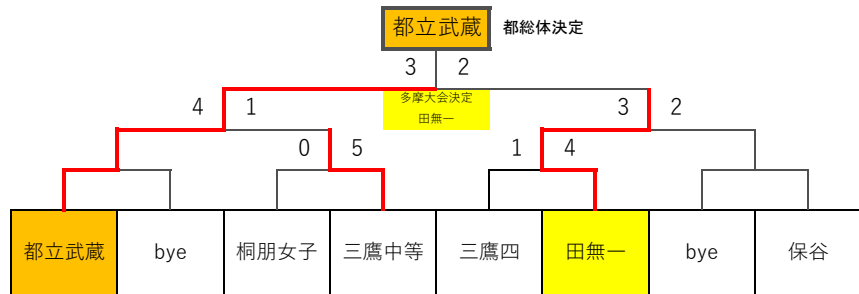 都立武蔵 都総体決定
3 2
多摩大会決定
田無一
4 1 3 2
0 5 1 4
都立武蔵 bye 桐朋女子 三鷹中等 三鷹四 田無一 bye 保谷